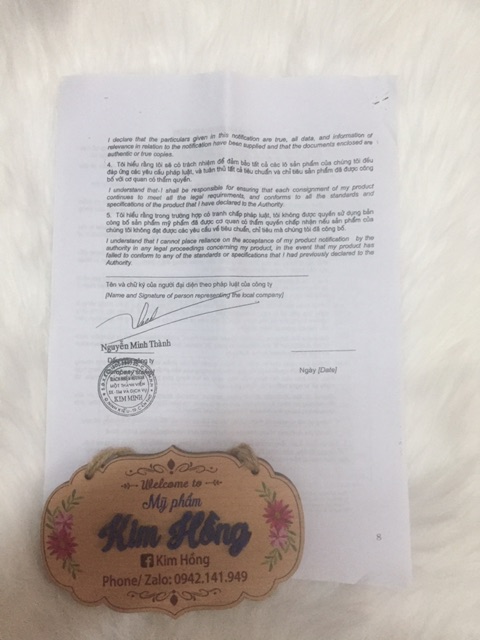 I declare that the particulars given in this notification are true, all data, and information of
relevance in relation to the notification have been supplied and that the documents enclosed are
authentic or true copies.
4. Tôi hiểu rằng tôi sẽ có trách nhiệm để đảm bảo tất cả các lô sản phẩm của chúng tôi đều
đáp ứng các yêu cầu pháp luật, và tuân thủ tất cả tiêu chuẩn và chỉ tiêu sản phẩm đã được công
bố với cơ quan có thẩm quyền.
I understand that I shall be responsible for ensuring that each consignment of my product
continues to meet all the legal requirements, and conforms to all the standards and
specifications of the product that I have declared to the Authority.
5. Tôi hiểu rằng trong trường hợp có tranh chấp pháp luật, tôi không được quyền sử dụng bản
công bố sản phẩm mỹ phẩm đã được cơ quan có thẩm quyền chấp nhận nếu sản phẩm của
chúng tôi không đạt được các yêu cầu về tiêu chuẩn, chỉ tiêu mà chúng tôi đã công bố.
I understand that I cannot place reliance on the acceptance of my product notification by the
authority in any legal proceedings concerning my product, in the event that my product has
failed to conform to any of the standards or specifications that I had previously declared to the
Authority.
Tên và chữ ký của người đại diện theo pháp luật của công ty
[Name and Signature of person representing the local company]
Nguyễn Minh Thành
Dấu của công ty
Ngày [Date]
MỘT THÀNH VIÊN
KIM MINH
8
Welcome to
Mỹ phẩm
Kim Hồng
Kim Hồng
Phone/ Zalo: 0942.141.949